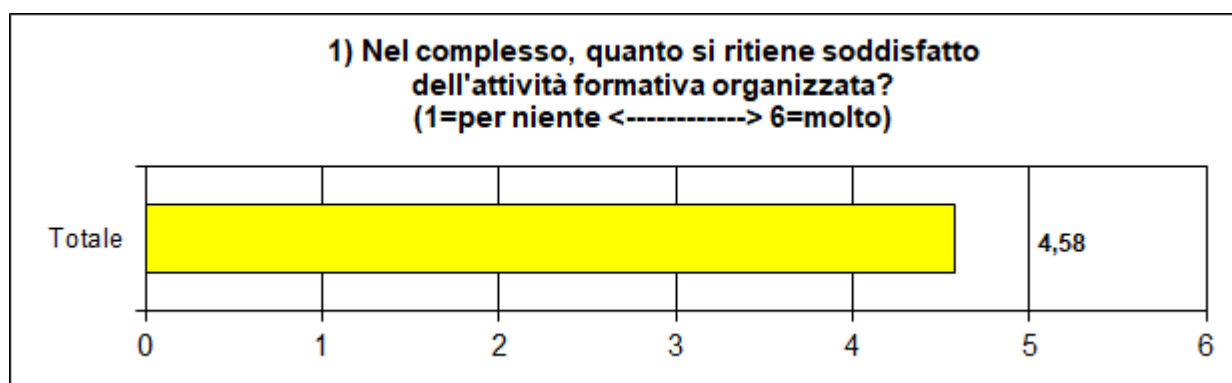 1) Nel complesso, quanto si ritiene soddisfatto
dell'attività formativa organizzata?
(1=per niente <------------> 6=molto)
Totale
4,58
0 1 2 3 4 5 6